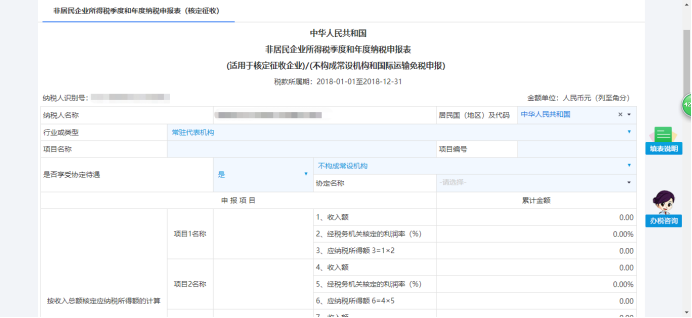 非居民企业所得税季度和年度纳税申报表（核定征收）
中华人民共和国
非居民企业所得税季度和年度纳税申报表
(适用于核定征收企业)/(不构成常设机构和国际运输免税申报)
税款所属期：2018-01-01至2018-12-31
纳税人识别号：
金额单位：人民币元（列至角分）
纳税人名称
居民国（地区）及代码
中华人民共和国
行业或类型
常驻代表机构
项目名称
项目编号
是否享受协定待遇
是
不构成常设机构
协定名称
-请选择-
申 报 项 目
累计金额
项目1名称
1、收入额
0.00
2、经税务机关核定的利润率（%）
0.00%
3、应纳税所得额 3=1×2
0.00
项目2名称
4、收入额
0.00
5、经税务机关核定的利润率（%）
0.00%
6、应纳税所得额 6=4×5
0.00
按收入总额核定应纳税所得额的计算
7、收入额
0.00
填表说明
办税咨询